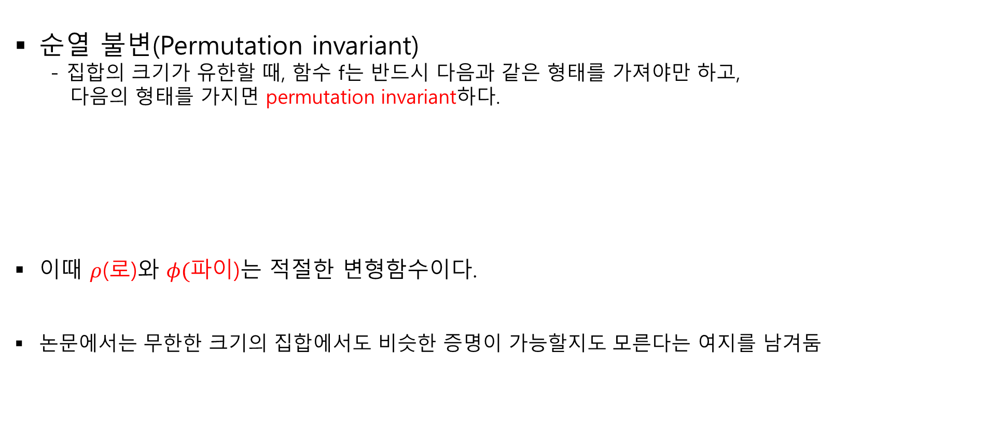 ▪ 순열 불변(Permutation invariant)
- 집합의 크기가 유한할 때, 함수 f는 반드시 다음과 같은 형태를 가져야만 하고,
다음의 형태를 가지면 permutation invariant하다.
▪ 이때 𝜌(로)와 𝜙(파이)는 적절한 변형함수이다.
▪ 논문에서는 무한한 크기의 집합에서도 비슷한 증명이 가능할지도 모른다는 여지를 남겨둠